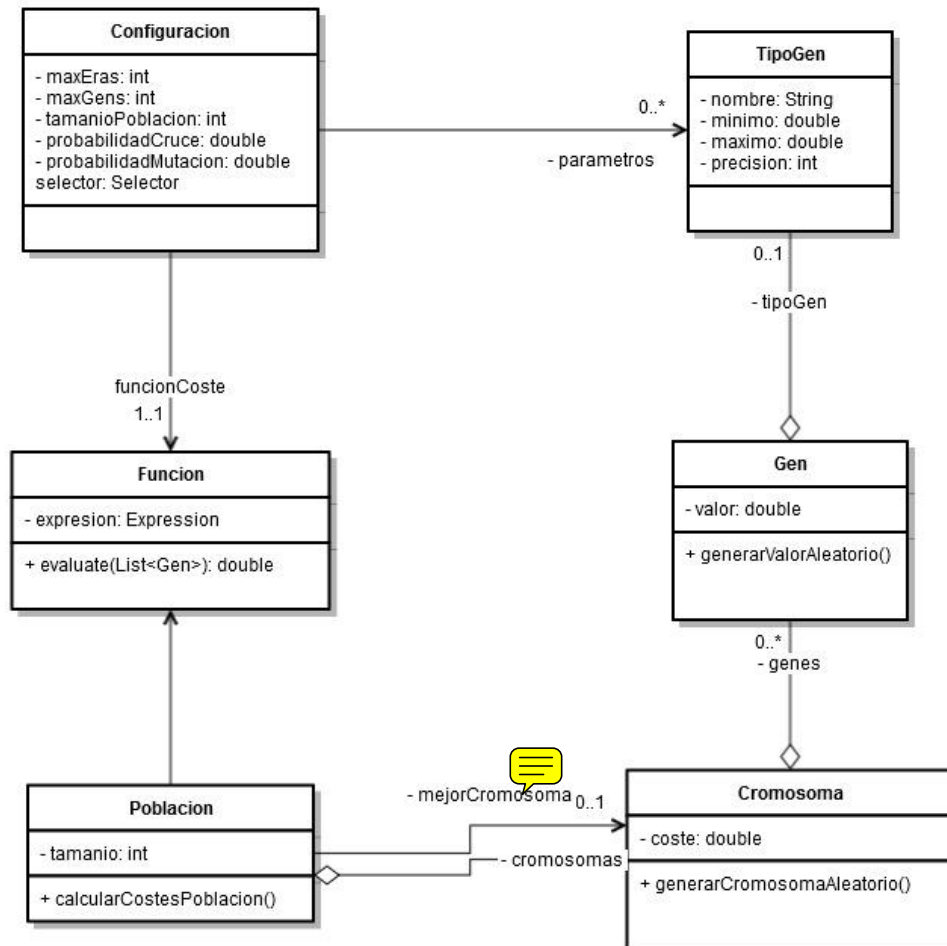 Configuracion
- maxEras: int
- maxGens: int
- tamanioPoblacion: int
- probabilidadCruce: double
- probabilidadMutacion: double
selector: Selector
0..*
- parametros
TipoGen
- nombre: String
- minimo: double
- maximo: double
- precision: int
0..1
- tipoGen
funcionCoste
1..1
Funcion
- expresion: Expression
+ evaluate(List<Gen>): double
Gen
- valor: double
+ generarValorAleatorio()
0..*
- genes
Poblacion
- tamanio: int
+ calcularCostesPoblacion()
- mejorCromosoma
0..1
- cromosomas
Cromosoma
- coste: double
+ generarCromosomaAleatorio()